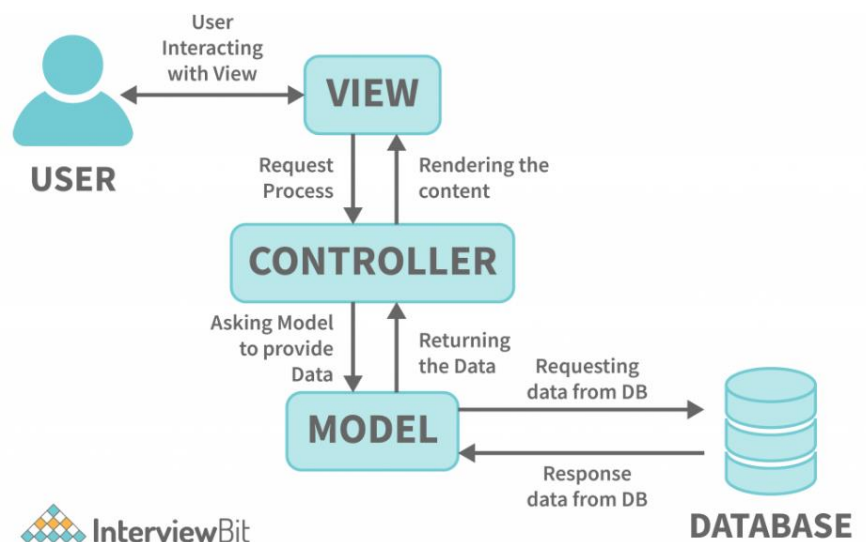 User
Interacting
with View
VIEW
USER
Request
Process
Rendering the
content
CONTROLLER
Asking Model
to provide
Data
Returning
the Data
Requesting
data from DB
MODEL
Response
data from DB
DATABASE
InterviewBit